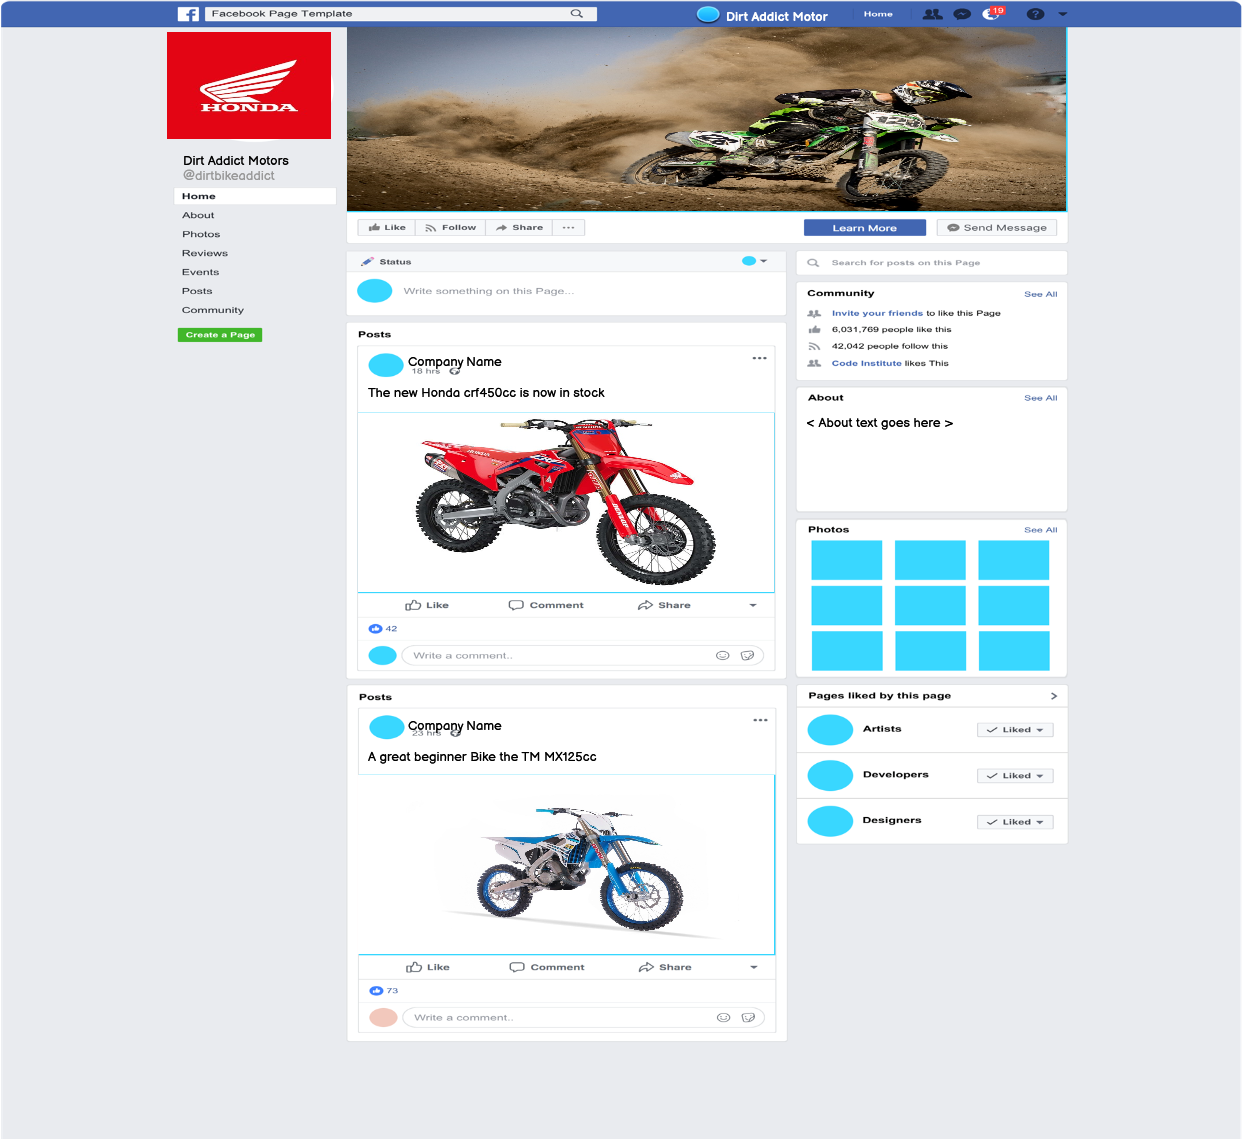 Facebook Page Template
Dirt Addict Motor
Home
19
HONDA
Dirt Addict Motors
@dirtbikeaddict
Home
About
Photos
Reviews
Events
Posts
Community
Create a Page
Like
Follow
Share
Learn More
Send Message
Status
Write something on this Page...
Posts
Company Name
18 hrs
The new Honda crf450cc is now in stock
HONDA
CRF
DUNLOP
Like
Comment
Share
42
Write a comment..
Posts
Company Name
23 hrs
A great beginner Bike the TM MX125cc
Like
Comment
Share
73
Write a comment..
Search for posts on this Page
Community
See All
Invite your friends to like this Page
6,031,769 people like this
42,042 people follow this
Code Institute likes This
About
See All
< About text goes here >
Photos
See All
Pages liked by this page
Artists
Liked
Developers
Liked
Designers
Liked